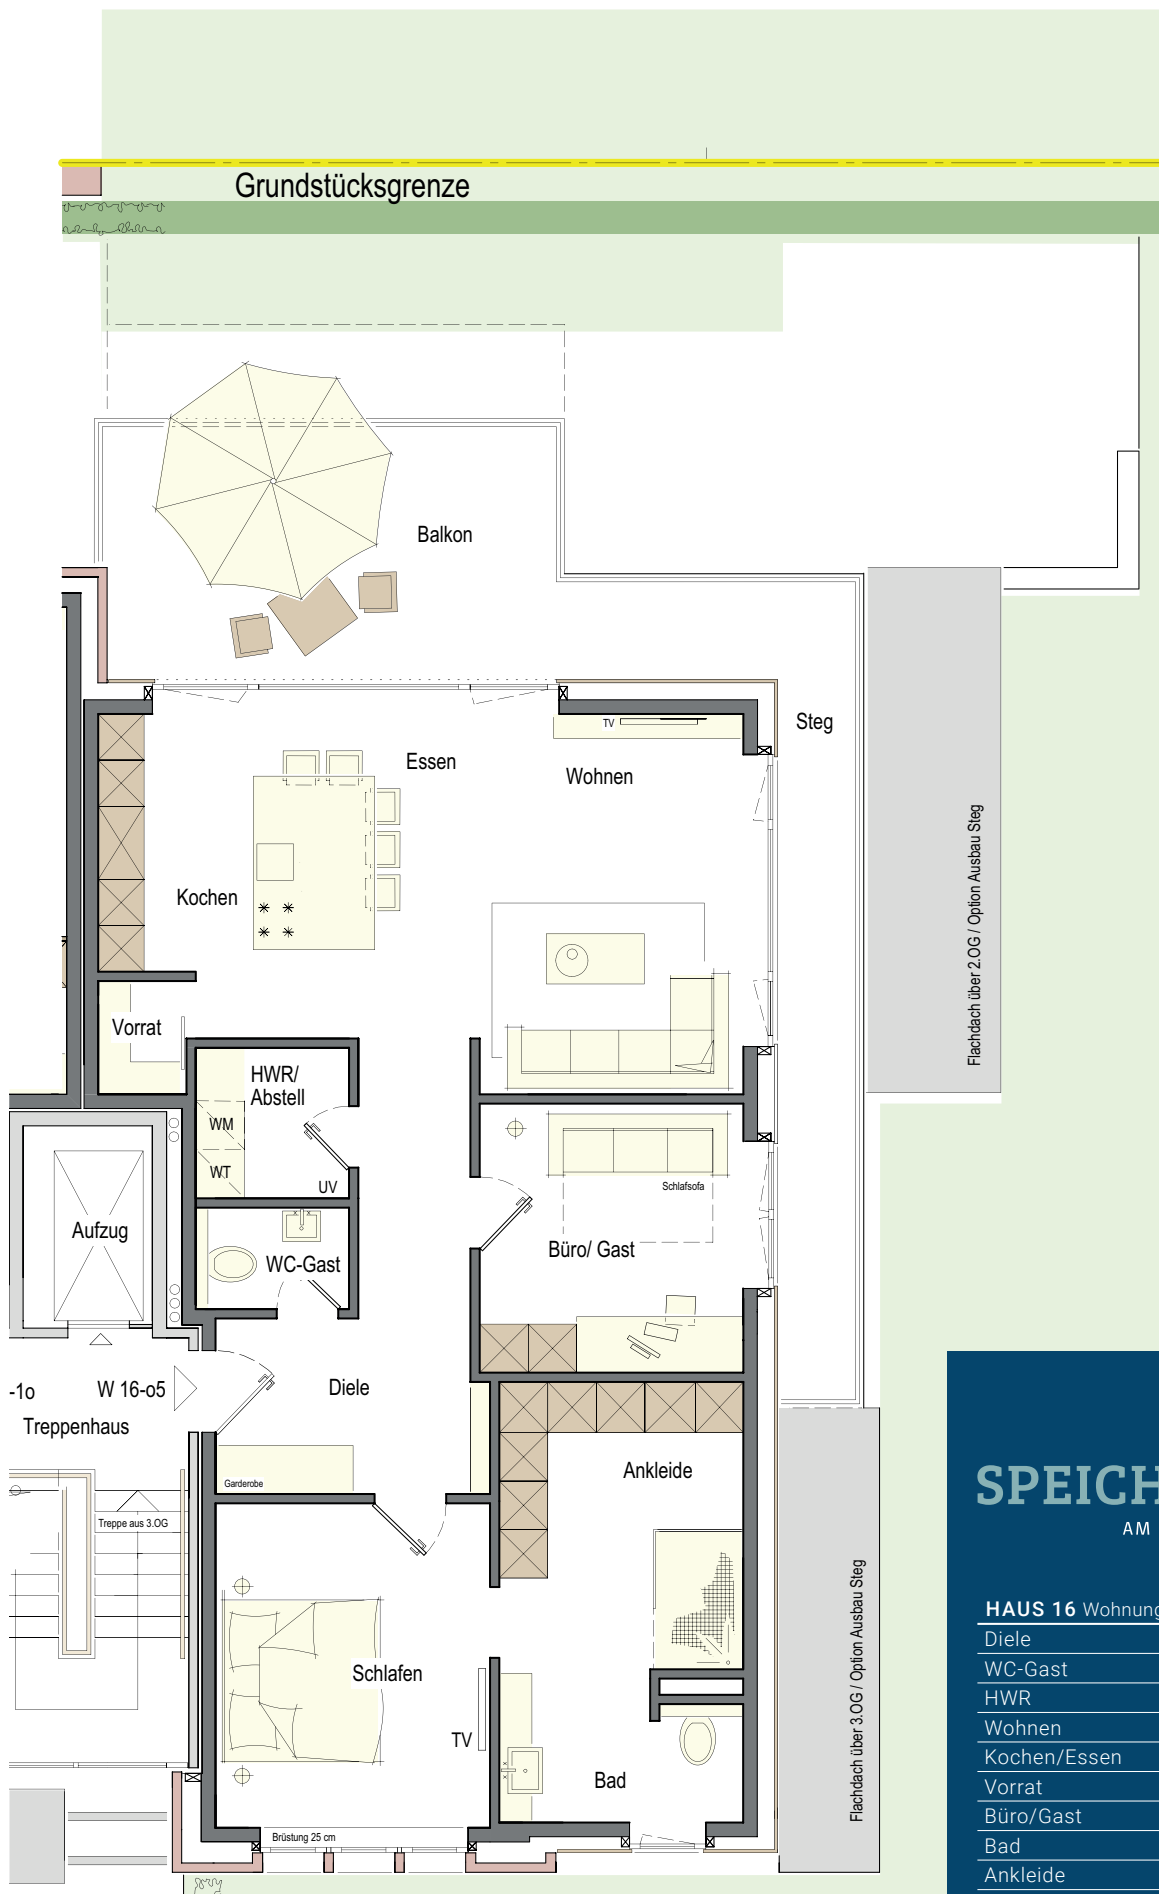 Grundstücksgrenze
Balkon
Steg
TV
Essen
Wohnen
Kochen
Flachdach über 2.OG / Option Ausbau Steg
Vorrat
HWR/
Abstell
WM
WT
UV
Schlafsofa
Aufzug
WC-Gast
Büro/ Gast
-1o
W 16-o5
Treppenhaus
Diele
Garderobe
Ankleide
Treppe aus 3.OG
Schlafen
TV
Bad
Flachdach über 3.OG / Option Ausbau Steg
Brüstung 25 cm
SPEICH
AM
HAUS 16 Wohnung
Diele
WC-Gast
HWR
Wohnen
Kochen/Essen
Vorrat
Büro/Gast
Bad
Ankleide